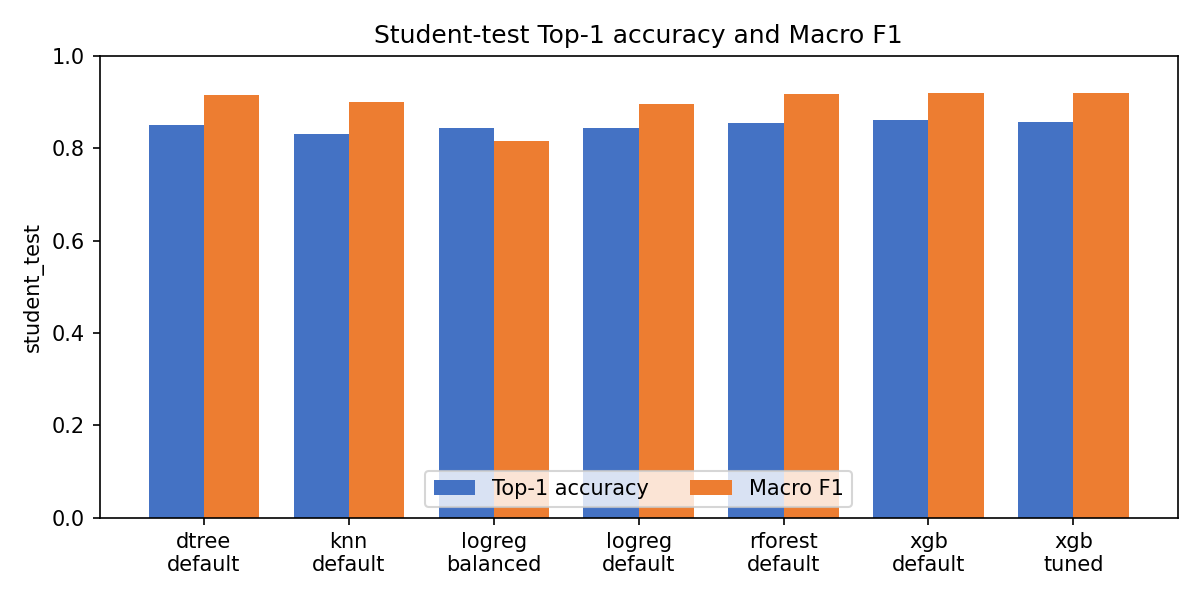 Student-test Top-1 accuracy and Macro F1
student_test
1.0
0.8
0.6
0.4
0.2
0.0
Top-1 accuracy
Macro F1
dtree
default
knn
default
logreg
balanced
logreg
default
rforest
default
xgb
default
xgb
tuned